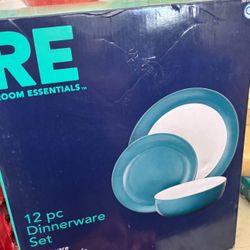 RE
ROOM ESSENTIALS™
12 pc
Dinnerware
Set